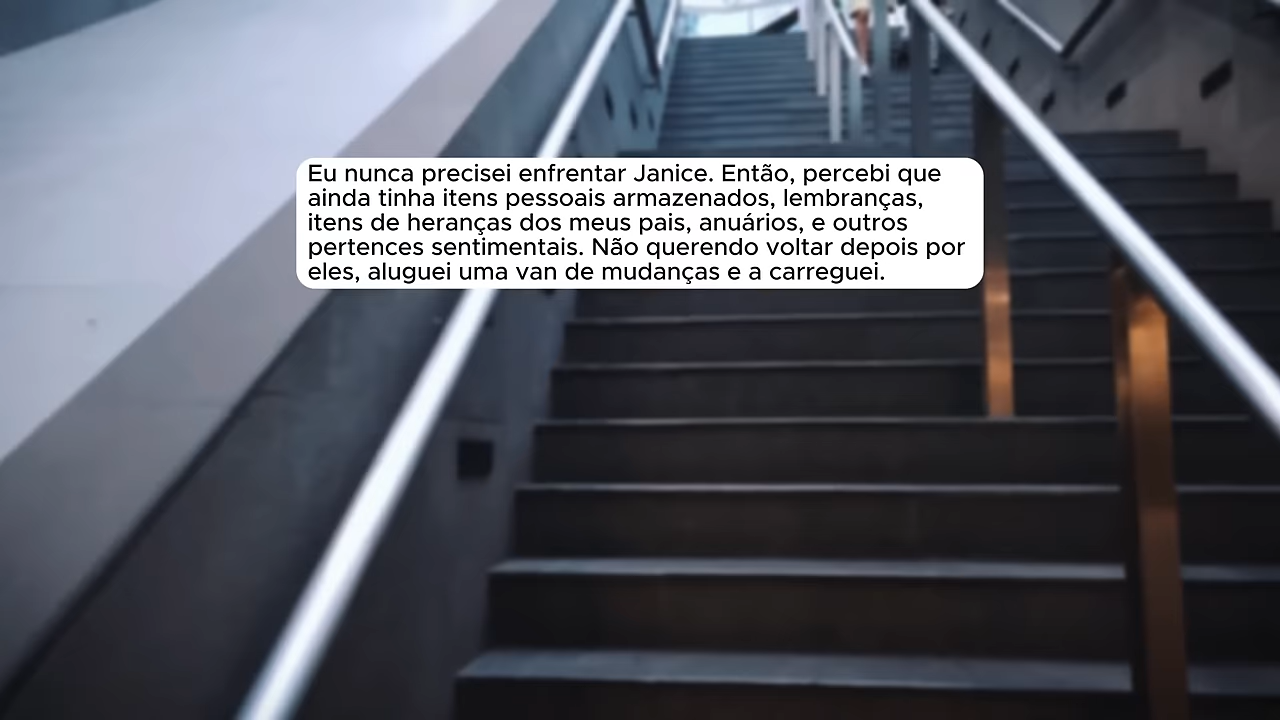 Eu nunca precisei enfrentar Janice. Então, percebi que
ainda tinha itens pessoais armazenados, lembranças,
itens de heranças dos meus pais, anuários, e outros
pertences sentimentais. Não querendo voltar depois por
eles, aluguei uma van de mudanças e a carreguei.